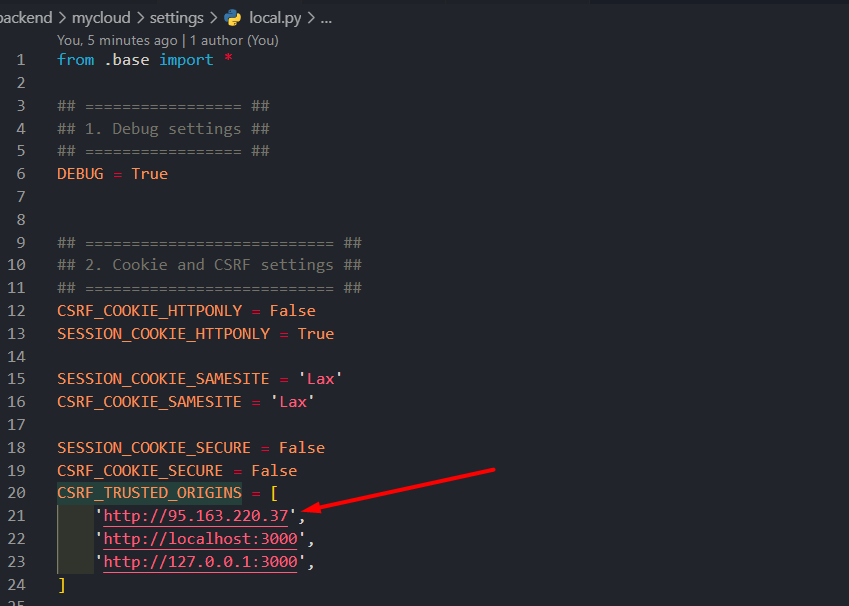 backend > mycloud > settings > local.py > ...
You, 5 minutes ago | 1 author (You)
1 from .base import *
2
3 ## ================= ##
4 ## 1. Debug settings ##
5 ## ================= ##
6 DEBUG = True
7
8
9 ## =========================== ##
10 ## 2. Cookie and CSRF settings ##
11 ## =========================== ##
12 CSRF_COOKIE_HTTPONLY = False
13 SESSION_COOKIE_HTTPONLY = True
14
15 SESSION_COOKIE_SAMESITE = 'Lax'
16 CSRF_COOKIE_SAMESITE = 'Lax'
17
18 SESSION_COOKIE_SECURE = False
19 CSRF_COOKIE_SECURE = False
20 CSRF_TRUSTED_ORIGINS = [
21 'http://95.163.220.37',
22 'http://localhost:3000',
23 'http://127.0.0.1:3000',
24 ]
25